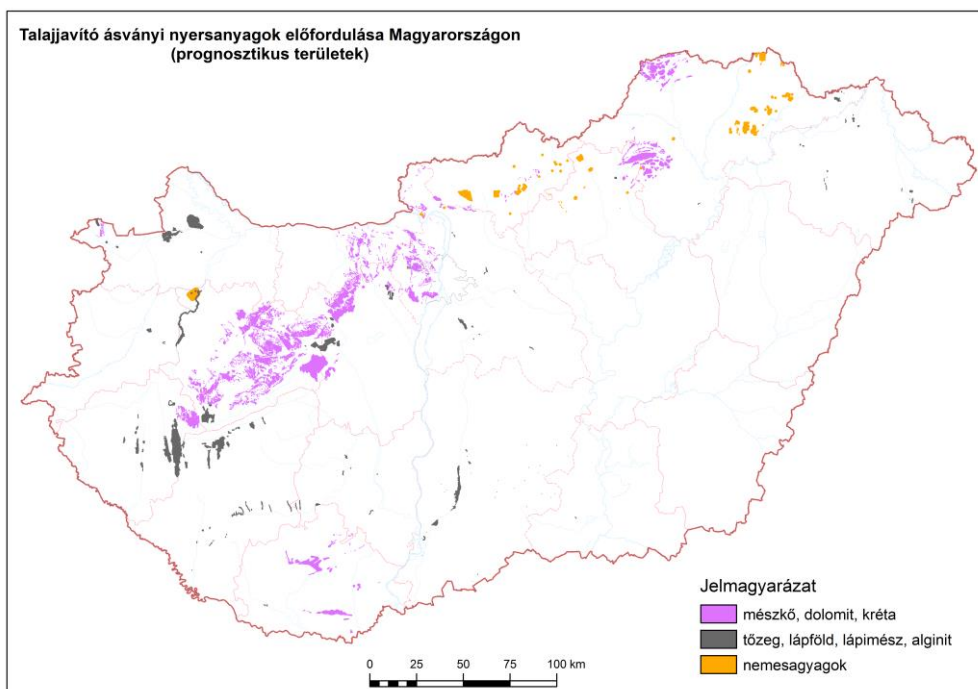 Talajjavító ásványi nyersanyagok előfordulása Magyarországon
(prognosztikus területek)
Jelmagyarázat
mészkő, dolomit, kréta
tőzeg, lápföld, lápimész, alginit
nemesagyagok
0 25 50 75 100 km